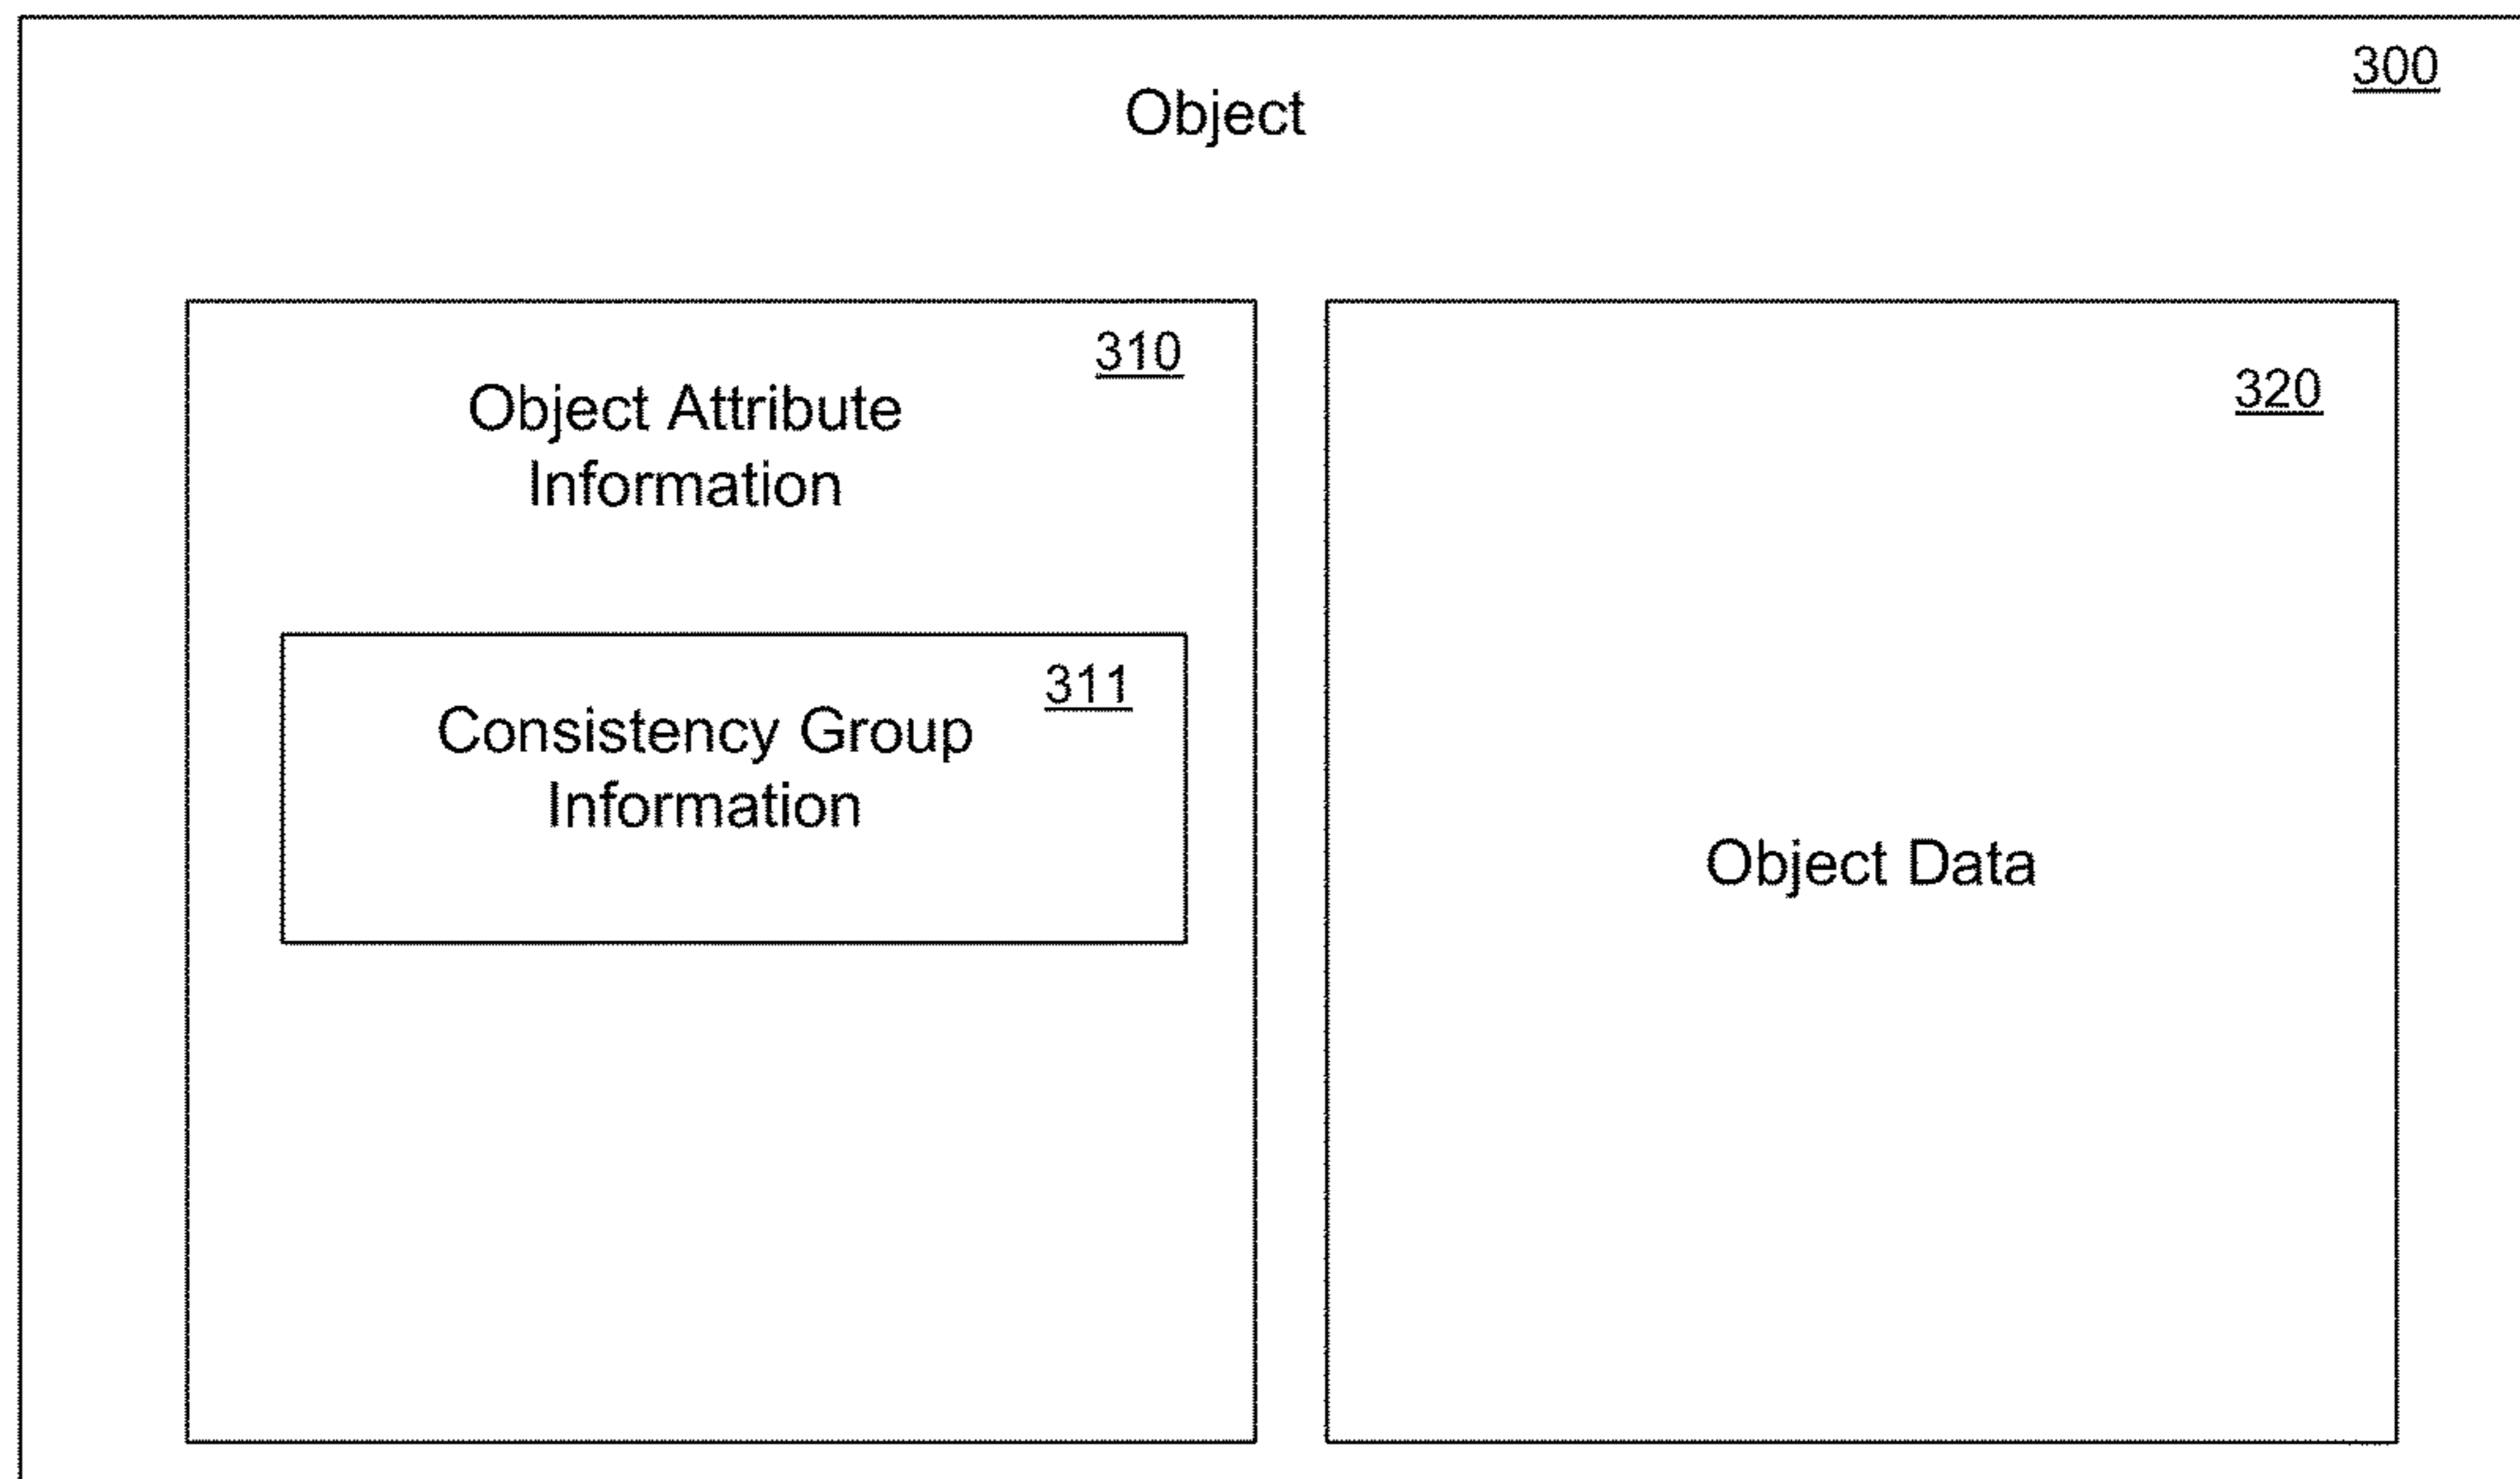 300
Object
310
Object Attribute
Information
311
Consistency Group
Information
320
Object Data